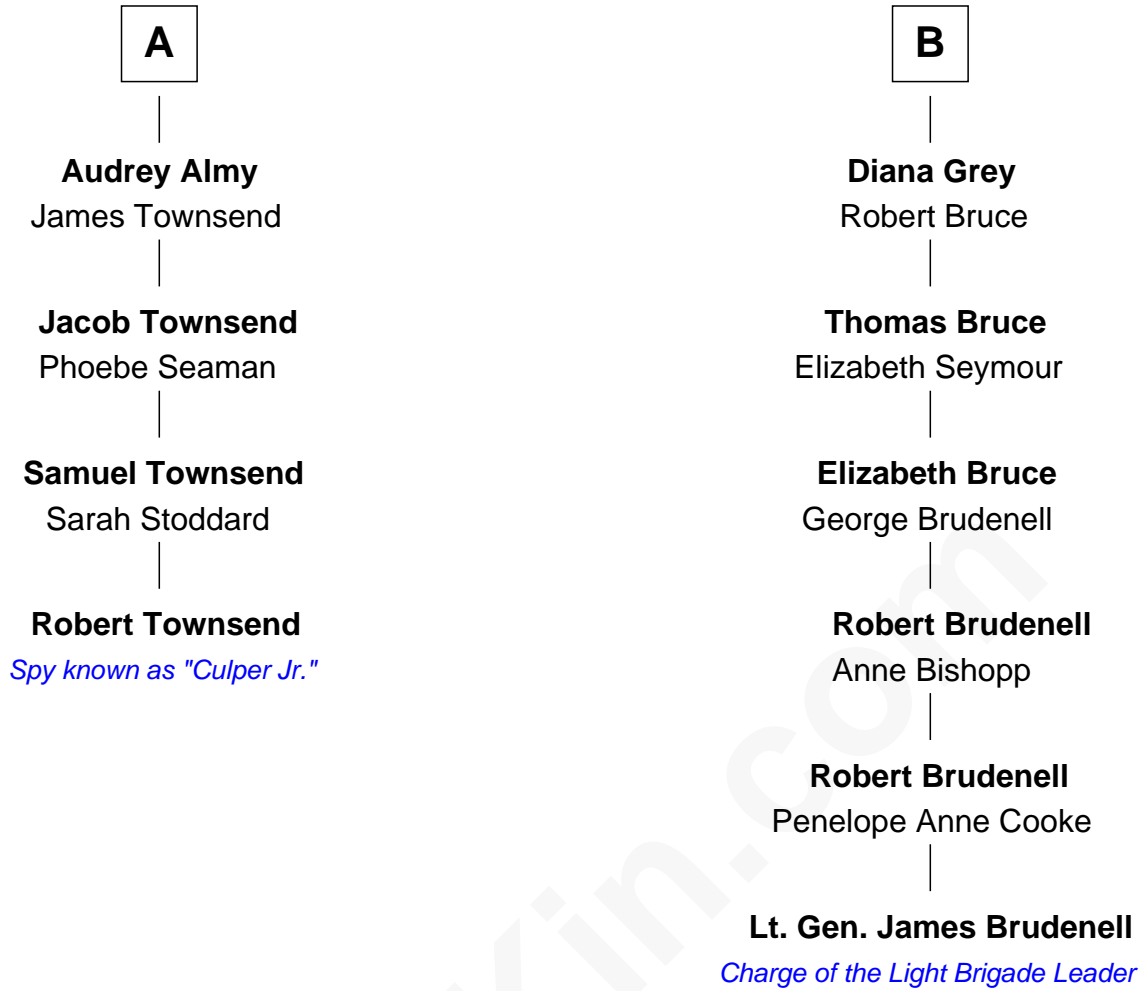 A
Audrey Almy
James Townsend
Jacob Townsend
Phoebe Seaman
Samuel Townsend
Sarah Stoddard
Robert Townsend
Spy known as "Culper Jr."
B
Diana Grey
Robert Bruce
Thomas Bruce
Elizabeth Seymour
Elizabeth Bruce
George Brudenell
Robert Brudenell
Anne Bishopp
Robert Brudenell
Penelope Anne Cooke
Lt. Gen. James Brudenell
Charge of the Light Brigade Leader
Kin.com